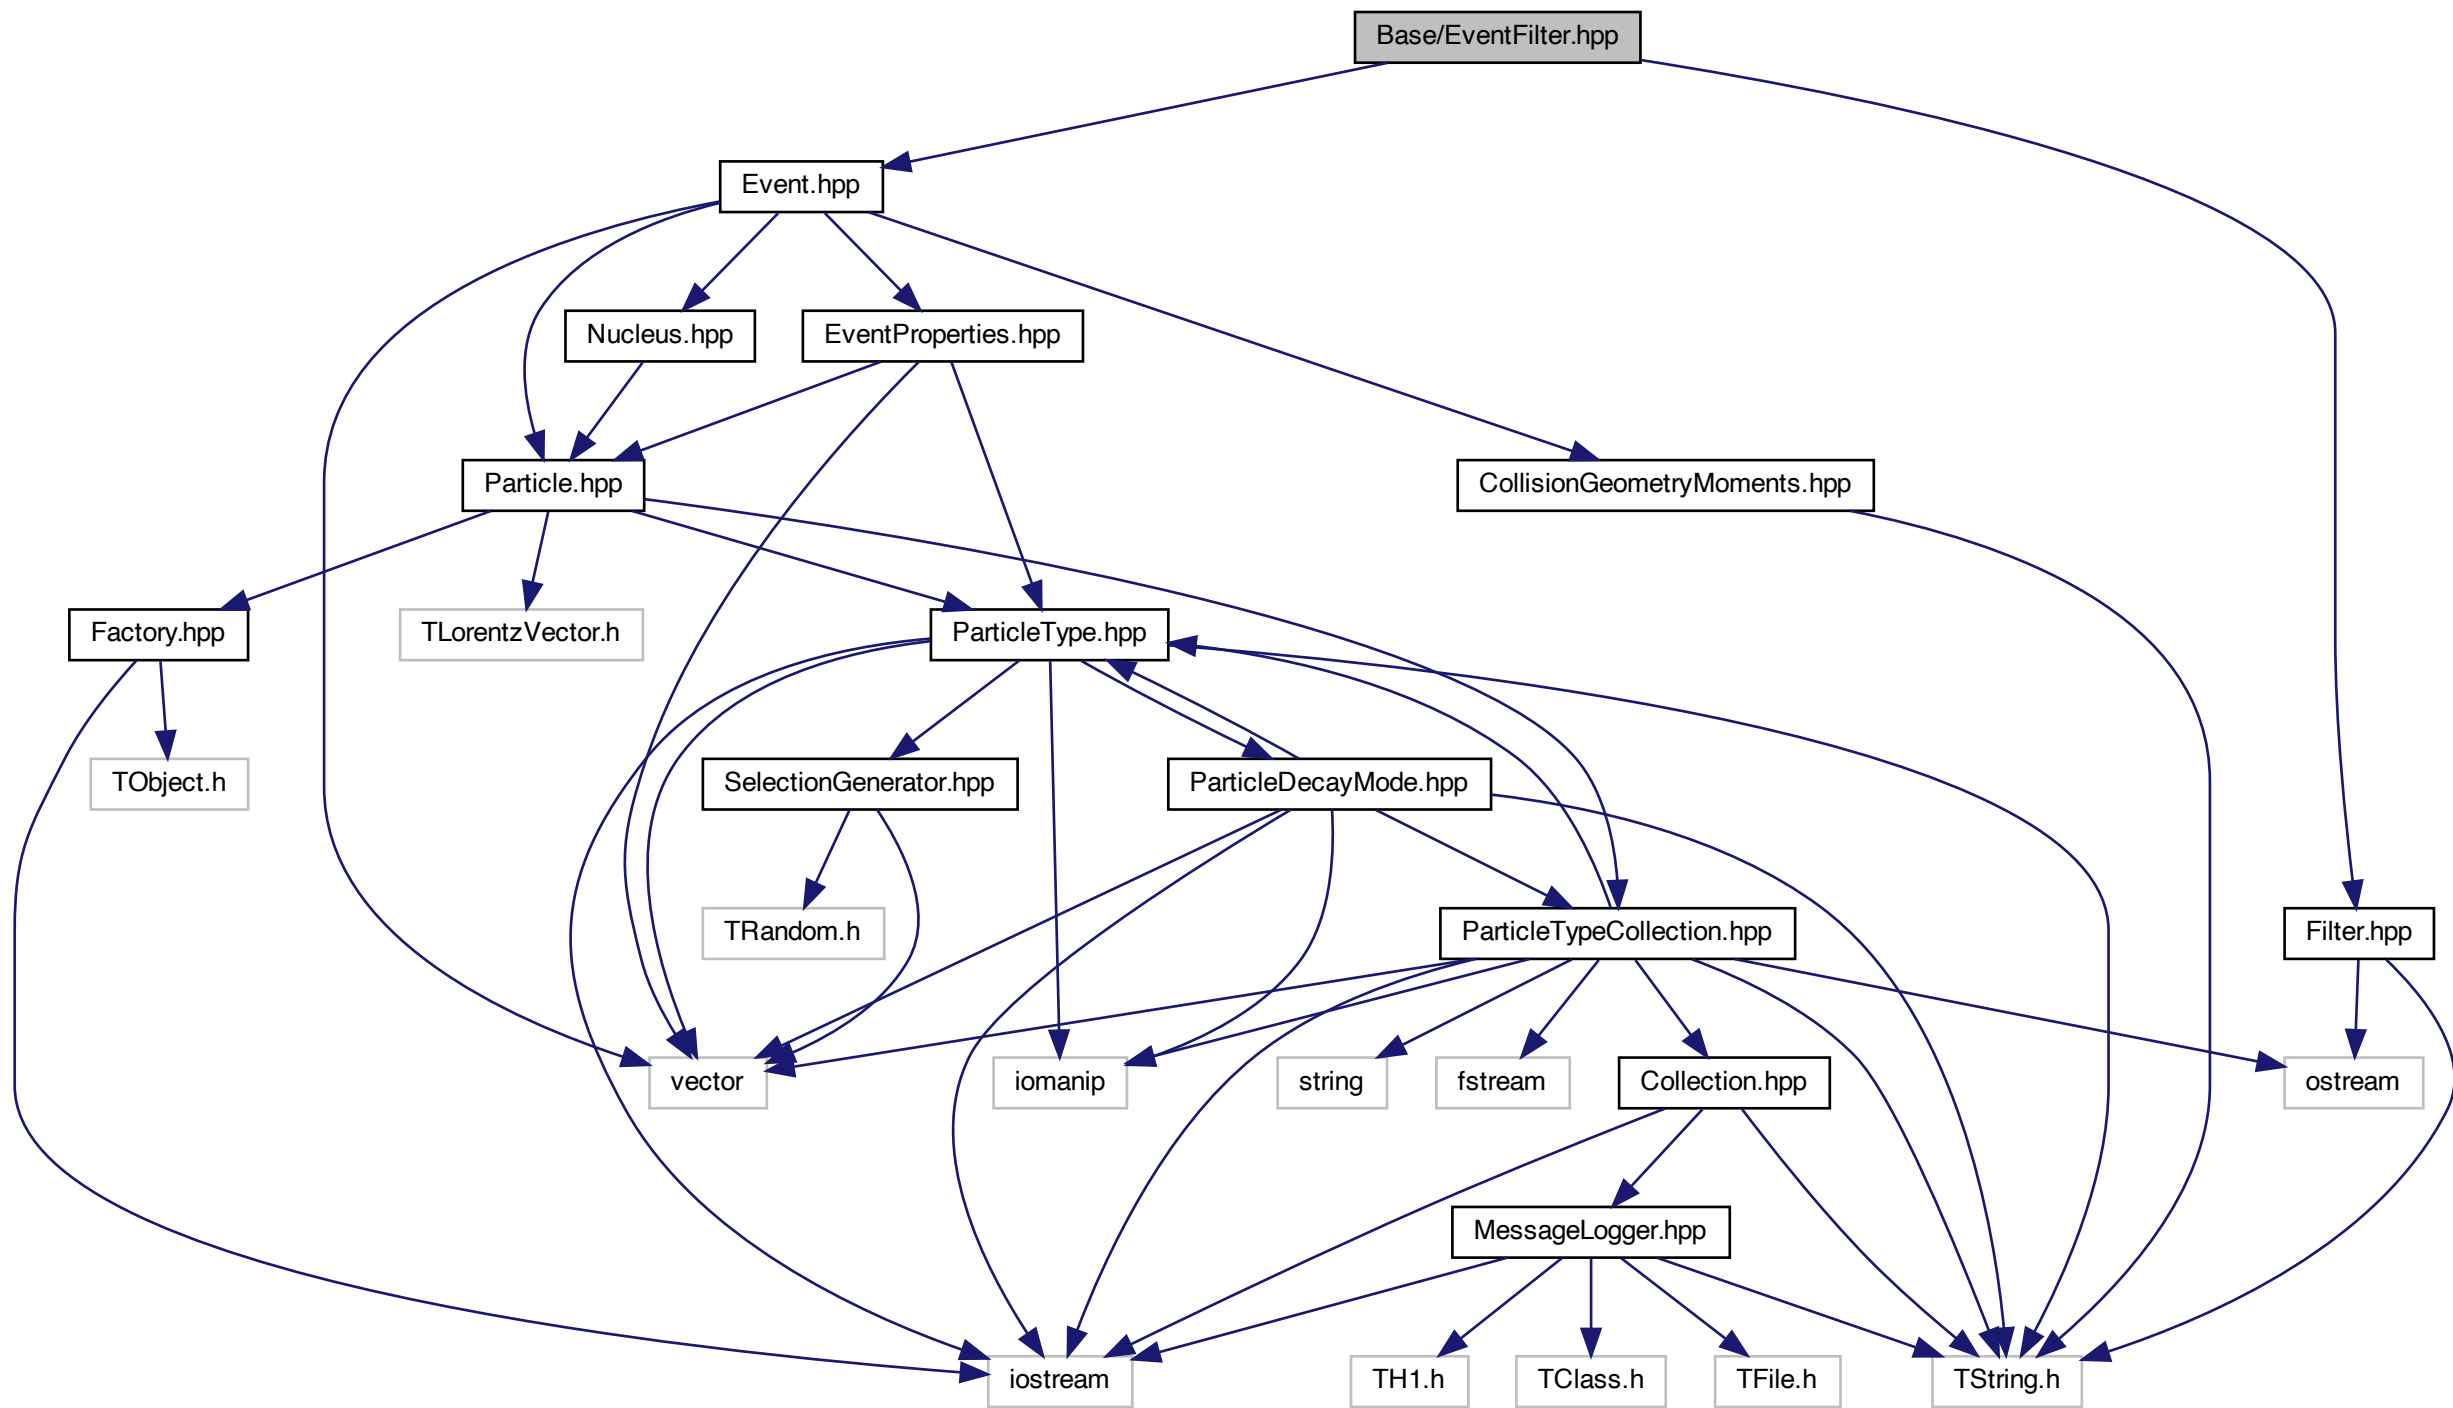 Base/EventFilter.hpp
Event.hpp
Nucleus.hpp
EventProperties.hpp
Particle.hpp
CollisionGeometryMoments.hpp
Factory.hpp
TLorentzVector.h
ParticleType.hpp
TObject.h
SelectionGenerator.hpp
ParticleDecayMode.hpp
TRandom.h
ParticleTypeCollection.hpp
Filter.hpp
vector
iomanip
string
fstream
Collection.hpp
ostream
MessageLogger.hpp
iostream
TH1.h
TClass.h
TFile.h
TString.h